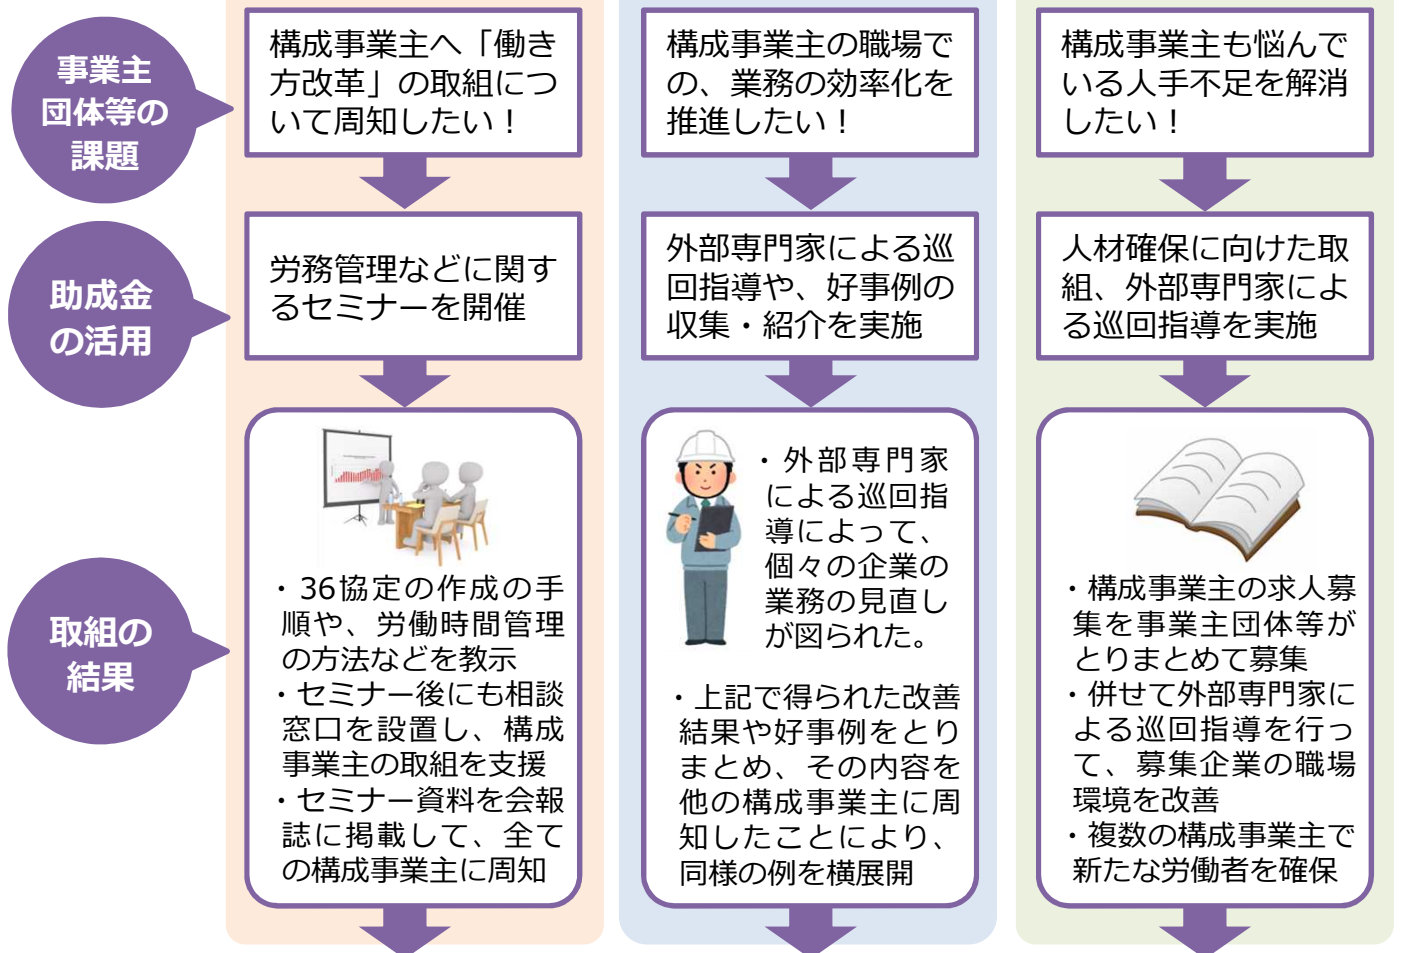 事業主
団体等の
課題
構成事業主へ「働き
方改革」の取組につ
いて周知したい！
構成事業主の職場で
の、業務の効率化を
推進したい！
構成事業主も悩んで
いる人手不足を解消
したい！
助成金
の活用
労務管理などに関す
るセミナーを開催
外部専門家による巡
回指導や、好事例の
収集・紹介を実施
人材確保に向けた取
組、外部専門家によ
る巡回指導を実施
取組の
結果
・36協定の作成の手
順や、労働時間管理
の方法などを教示
・セミナー後にも相談
窓口を設置し、構成
事業主の取組を支援
・セミナー資料を会報
誌に掲載して、全て
の構成事業主に周知
・外部専門家
による巡回指
導によって、
個々の企業の
業務の見直し
が図られた。
・上記で得られた改善
結果や好事例をとり
まとめ、その内容を
他の構成事業主に周
知したことにより、
同様の例を横展開
・構成事業主の求人募
集を事業主団体等が
とりまとめて募集
・併せて外部専門家に
よる巡回指導を行っ
て、募集企業の職場
環境を改善
・複数の構成事業主で
新たな労働者を確保